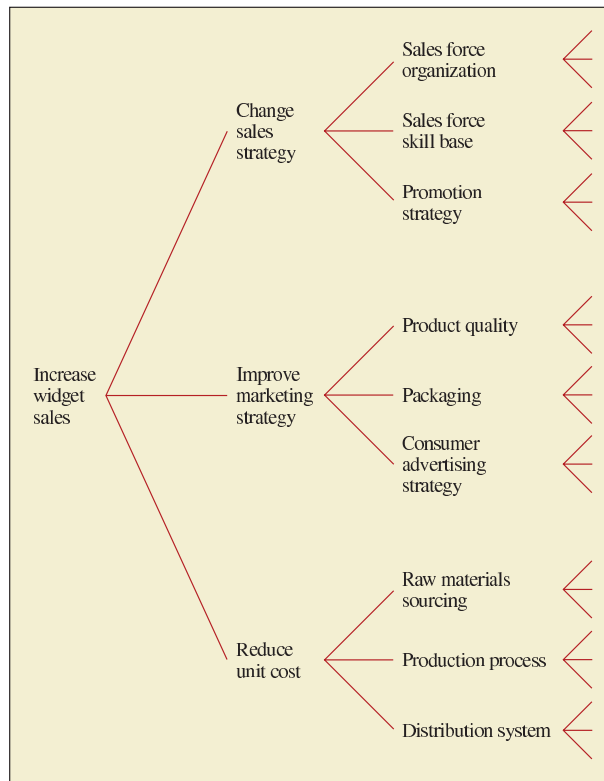 Sales force
organization
Change
sales
strategy
Sales force
skill base
Promotion
strategy
Product quality
Increase
widget
sales
Improve
marketing
strategy
Packaging
Consumer
advertising
strategy
Raw materials
sourcing
Reduce
unit cost
Production process
Distribution system